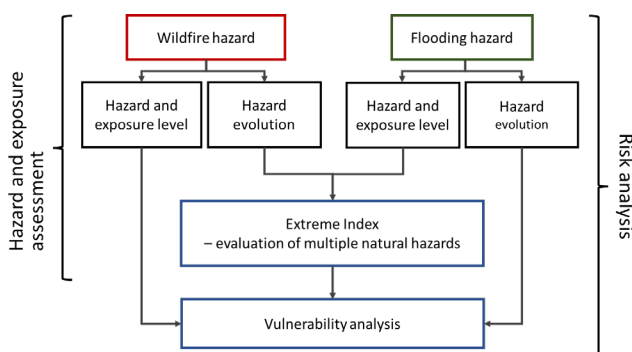 Wildfire hazard
Flooding hazard
Hazard and
exposure level
Hazard
evolution
Hazard and
exposure level
Hazard
evolution
Extreme Index
– evaluation of multiple natural hazards
Vulnerability analysis
Hazard and exposure
assessment
Risk analysis